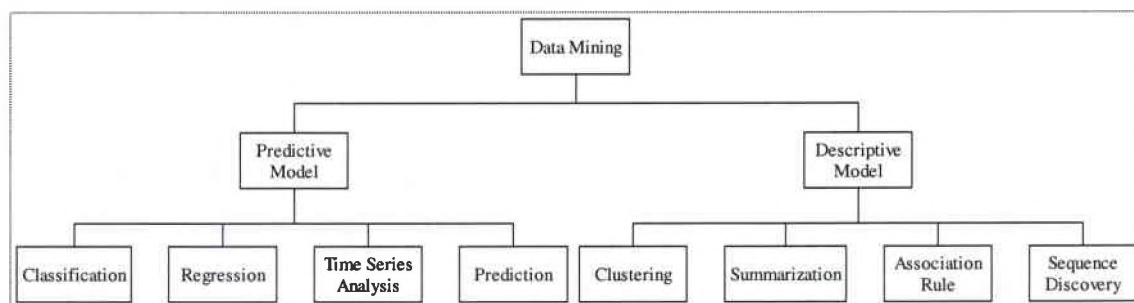 Data Mining
Predictive
Model
Descriptive
Model
Classification
Regression
Time Series
Analysis
Prediction
Clustering
Summarization
Association
Rule
Sequence
Discovery